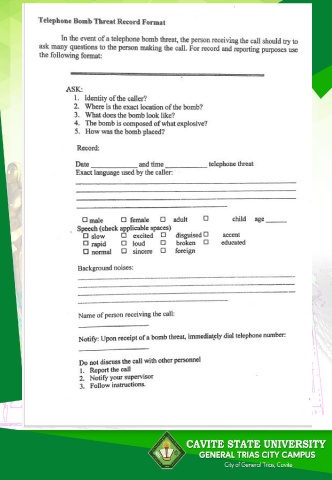 Telephone Bomb Threat Record Format
In the event of a telephone bomb threat, the person receiving the call should try to
ask many questions to the person making the call. For record and reporting purposes use
the following format:
ASK:
1. Identity of the caller?
2. Where is the exact location of the bomb?
3. What does the bomb look like?
4. The bomb is composed of what explosive?
5. How was the bomb placed?
Record:
Date ____________ and time ____________ telephone threat
Exact language used by the caller:
☐ male ☐ female ☐ adult ☐ child age ______
Speech (check applicable spaces)
☐ slow ☐ excited ☐ disguised ☐ accent
☐ rapid ☐ loud ☐ broken ☐ educated
☐ normal ☐ sincere ☐ foreign
Background noises:
Name of person receiving the call:
Notify: Upon receipt of a bomb threat, immediately dial telephone number:
Do not discuss the call with other personnel
1. Report the call
2. Notify your supervisor
3. Follow instructions.
CAVITE STATE UNIVERSITY
GENERAL TRIAS CITY CAMPUS
City of General Trias, Cavite